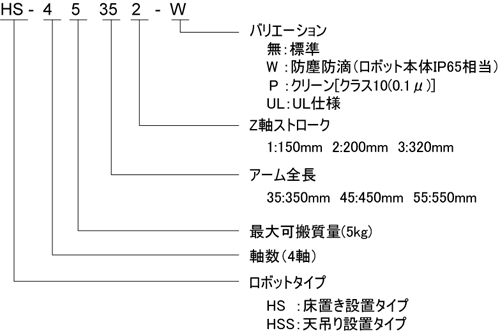 HS-4 5 35 2-W
バリエーション
無:標準
W:防塵防滴(ロボット本体IP65相当)
P:クリーン[クラス10(0.1μ)]
UL:UL仕様
Z軸ストローク
1:150mm 2:200mm 3:320mm
アーム全長
35:350mm 45:450mm 55:550mm
最大可搬質量(5kg)
軸数(4軸)
ロボットタイプ
HS :床置き設置タイプ
HSS:天吊り設置タイプ